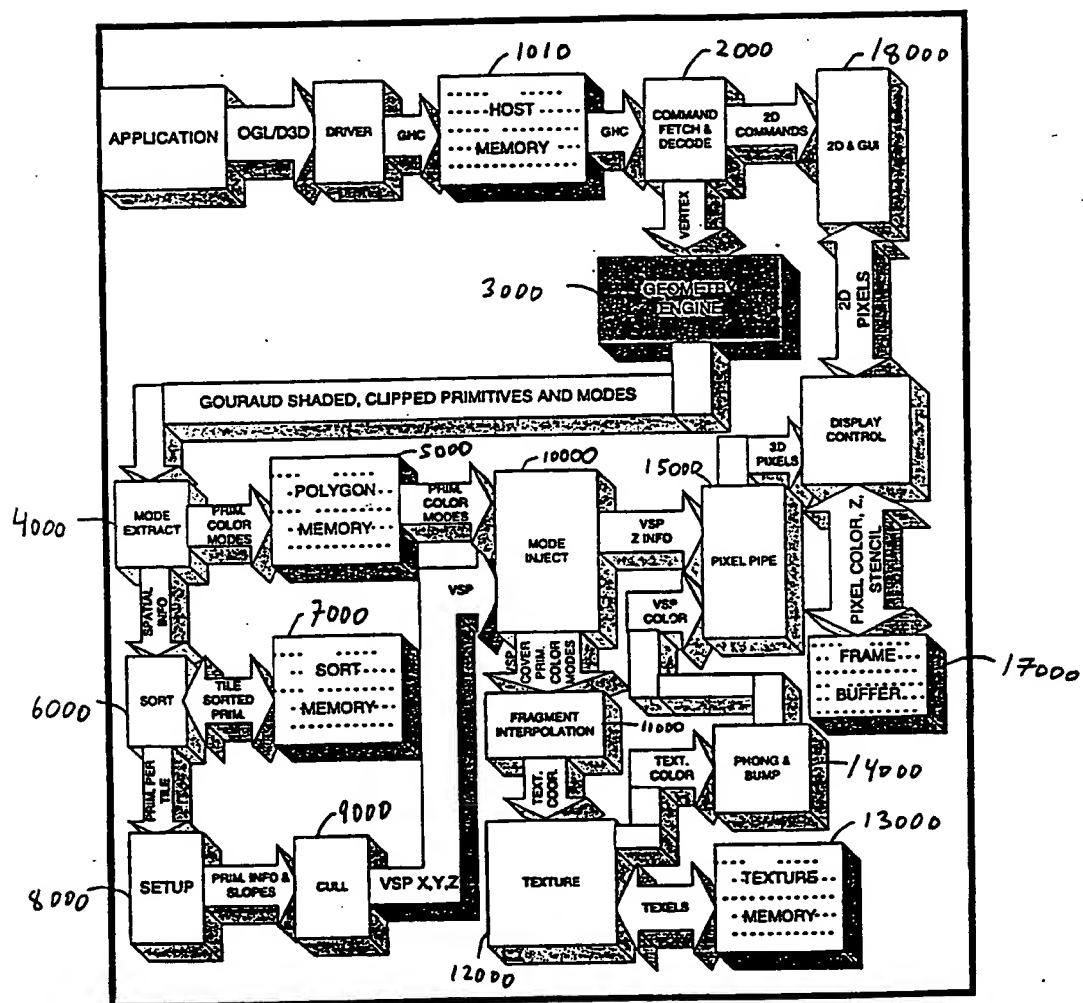 1010
2000
18000
APPLICATION
OGL/D3D
DRIVER
GHC
HOST
MEMORY
GHC
COMMAND
FETCH &
DECODE
2D
COMMANDS
2D & GUI
VERTEX
3000
GEOMETRY
ENGINE
2D
PIXELS
GOURAUD SHADED, CLIPPED PRIMITIVES AND MODES
DISPLAY
CONTROL
3D
PIXELS
5000
10000
15000
4000
MODE
EXTRACT
PRIM.
COLOR
MODES
POLYGON
MEMORY
PRIM.
COLOR
MODES
MODE
INJECT
VSP
Z INFO
PIXEL PIPE
PIXEL COLOR, Z,
STENCIL
VSP
VSP
COLOR
SPATIAL
INFO
7000
VSP
COVER
PRIM.
COLOR
MODES
6000
SORT
TILE
SORTED
PRIM.
SORT
MEMORY
FRAME
BUFFER
17000
FRAGMENT
INTERPOLATION
11000
PRIM. PER
TILE
TEXT.
COOR.
TEXT.
COLOR
PHONG &
BUMP
14000
9000
13000
8000
SETUP
PRIM. INFO &
SLOPES
CULL
VSP X,Y,Z
TEXTURE
TEXELS
TEXTURE
MEMORY
12000